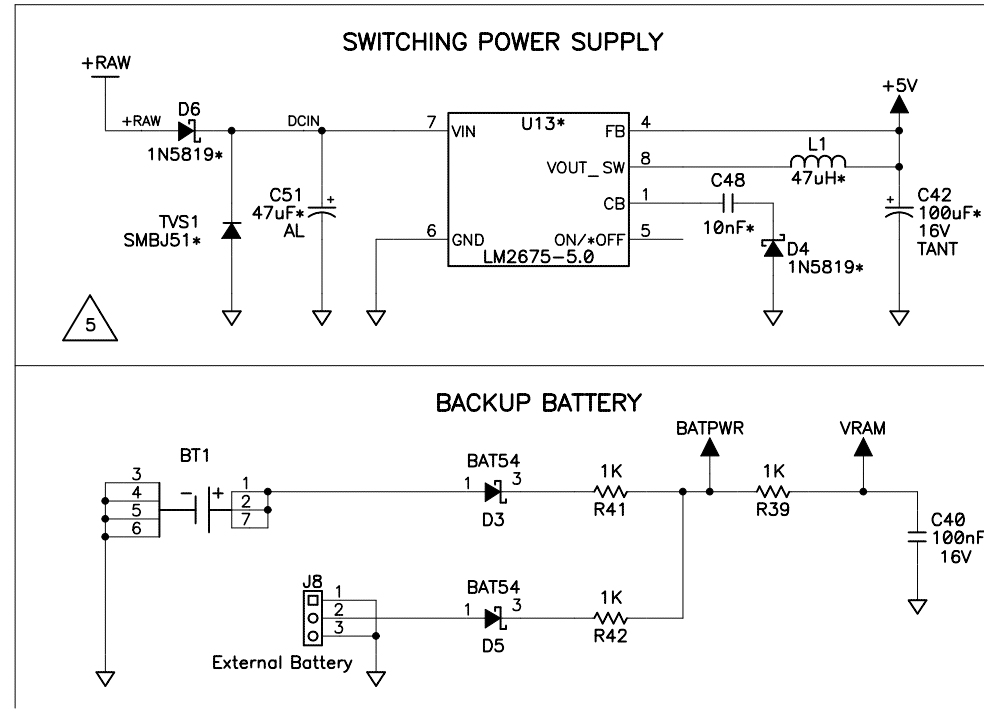 SWITCHING POWER SUPPLY
+RAW
+5V
D6
+RAW
DCIN
7
VIN
U13*
FB
4
1N5819*
L1
VOUT_SW
8
47uH*
C51
47uF*
AL
+
CB
1
C48
10nF*
+
C42
100uF*
16V
TANT
TVS1
SMBJ51*
6
GND
ON/*OFF
5
LM2675-5.0
D4
1N5819*
5
BACKUP BATTERY
BATPWR
VRAM
BT1
3
4
5
6
-
+
1
2
7
BAT54
1
3
D3
1K
R41
1K
R39
C40
100nF
16V
J8
1
2
3
External Battery
BAT54
1
3
D5
1K
R42